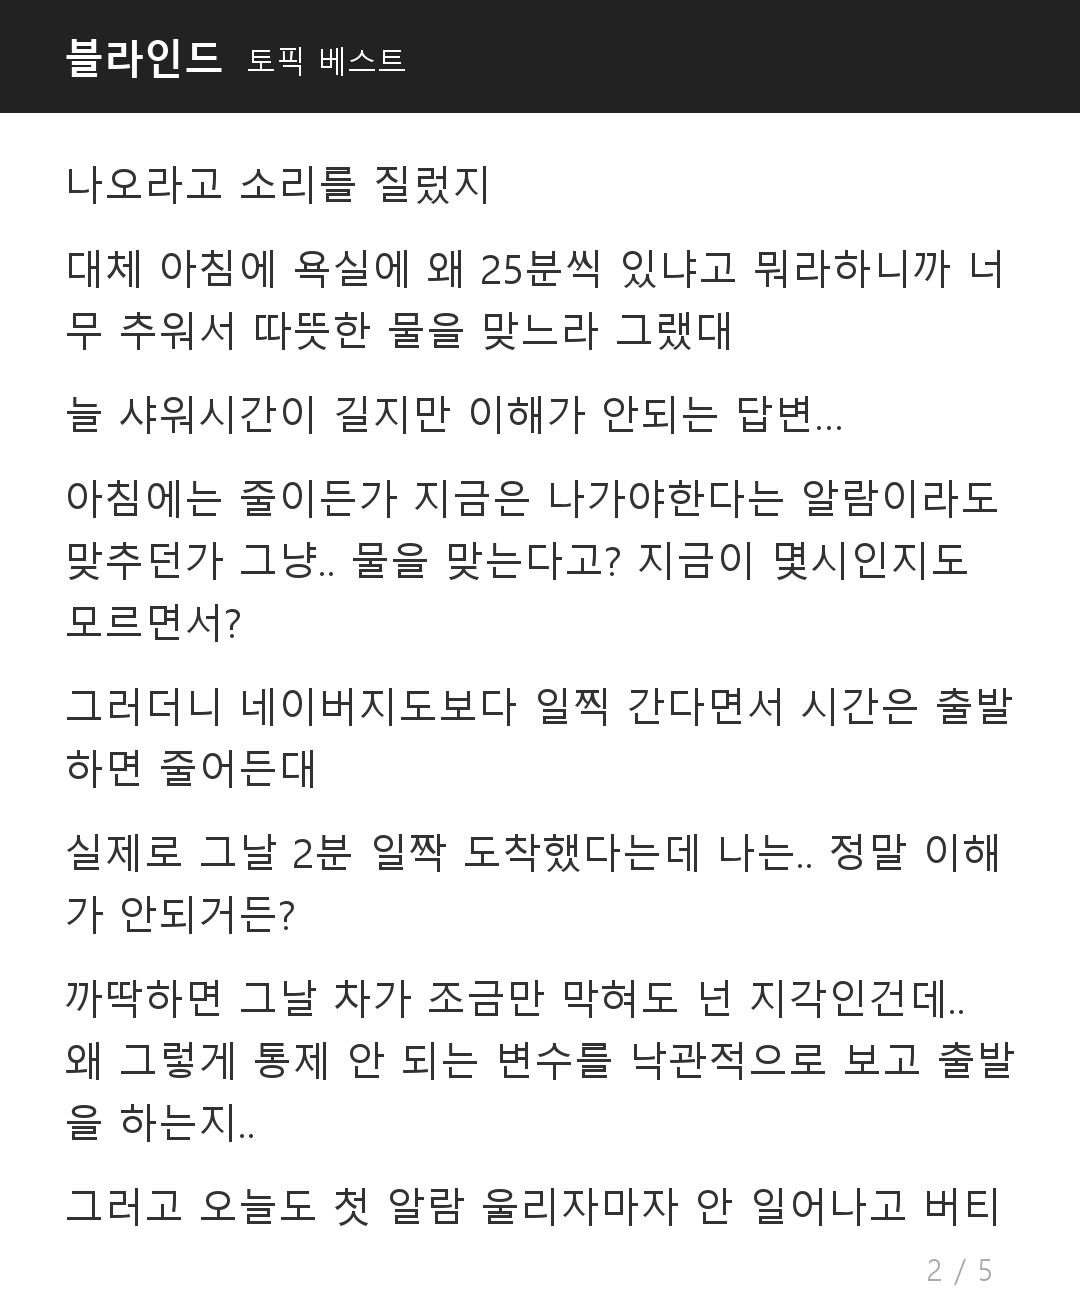 블라인드 토픽 베스트
나오라고 소리를 질렀지
대체 아침에 욕실에 왜 25분씩 있냐고 뭐라하니까 너
무 추워서 따뜻한 물을 맞느라 그랬대
늘 샤워시간이 길지만 이해가 안되는 답변...
아침에는 줄이든가 지금은 나가야한다는 알람이라도
맞추던가 그냥.. 물을 맞는다고? 지금이 몇시인지도
모르면서?
그러더니 네이버지도보다 일찍 간다면서 시간은 출발
하면 줄어든대
실제로 그날 2분 일짝 도착했다는데 나는.. 정말 이해
가 안되거든?
까딱하면 그날 차가 조금만 막혀도 넌 지각인건데..
왜 그렇게 통제 안 되는 변수를 낙관적으로 보고 출발
을 하는지..
그러고 오늘도 첫 알람 울리자마자 안 일어나고 버티
2 / 5